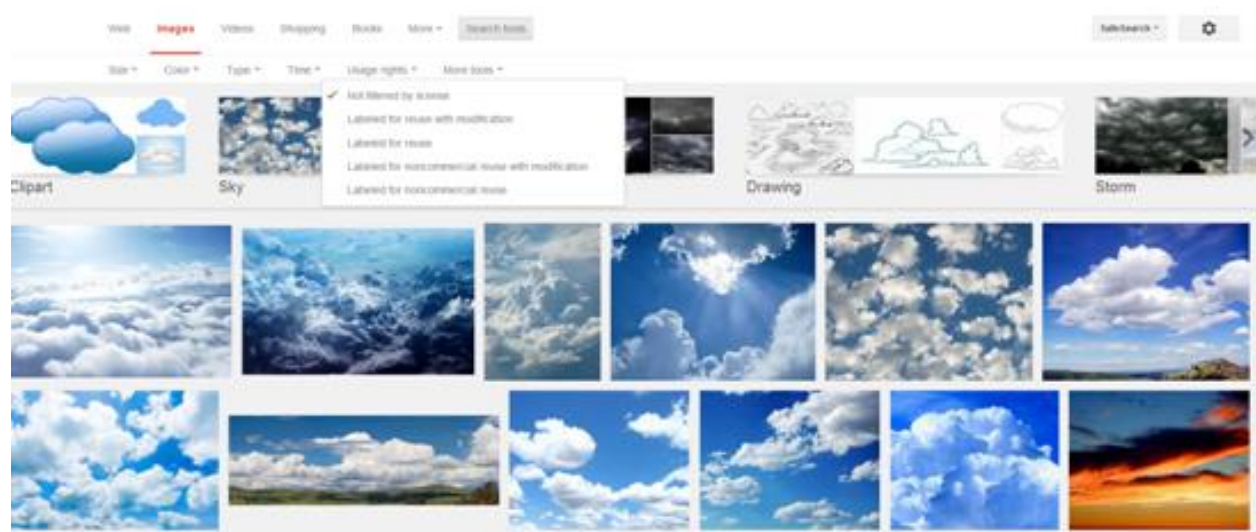 Web Images Videos Shopping Books More Search tools SafeSearch
Size Color Type Time Usage rights More tools
Not filtered by license
Labeled for reuse with modification
Labeled for reuse
Labeled for noncommercial reuse with modification
Labeled for noncommercial reuse
Clipart Sky Drawing Storm